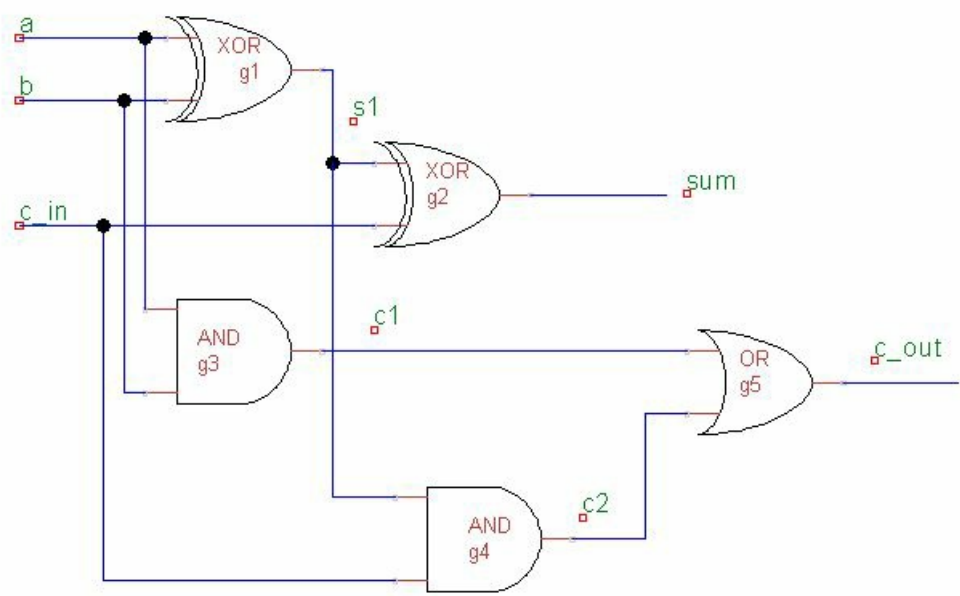 a
XOR
g1
b
s1
XOR
g2
sum
c_in
c1
AND
g3
OR
g5
c_out
c2
AND
g4